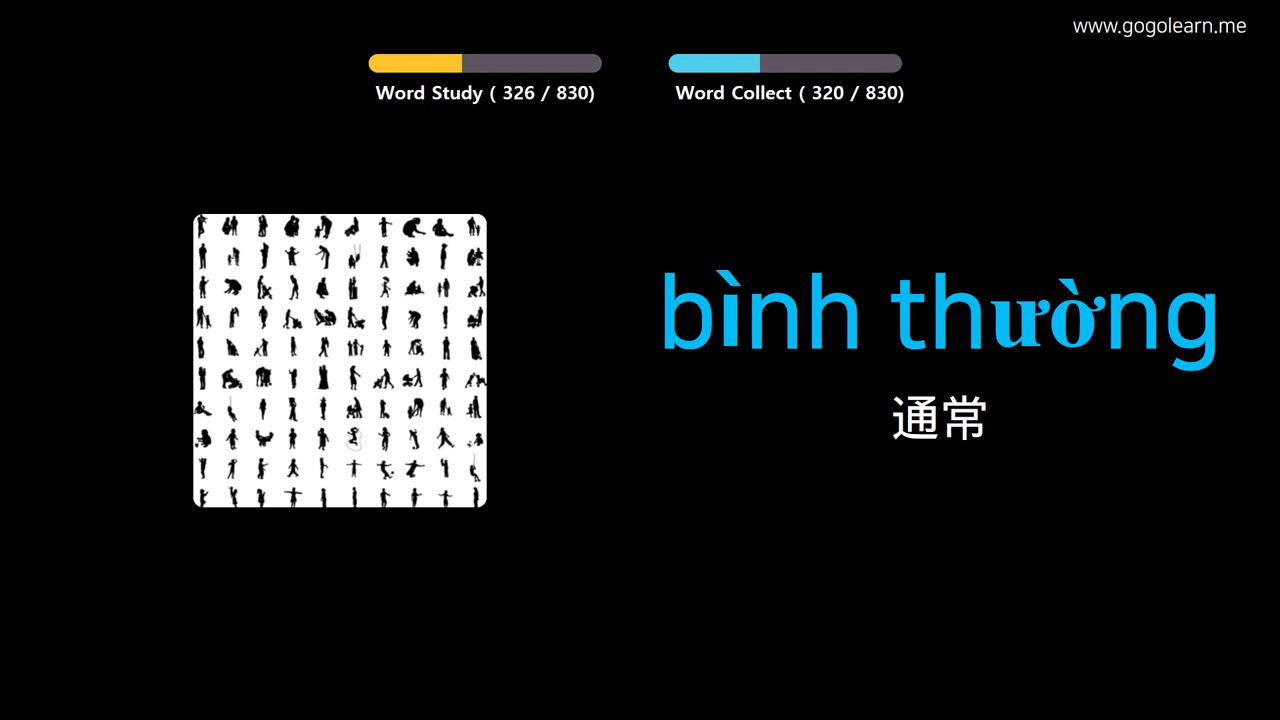 www.gogolearn.me
Word Study ( 326 / 830)
Word Collect ( 320 / 830)
bình thường
通常